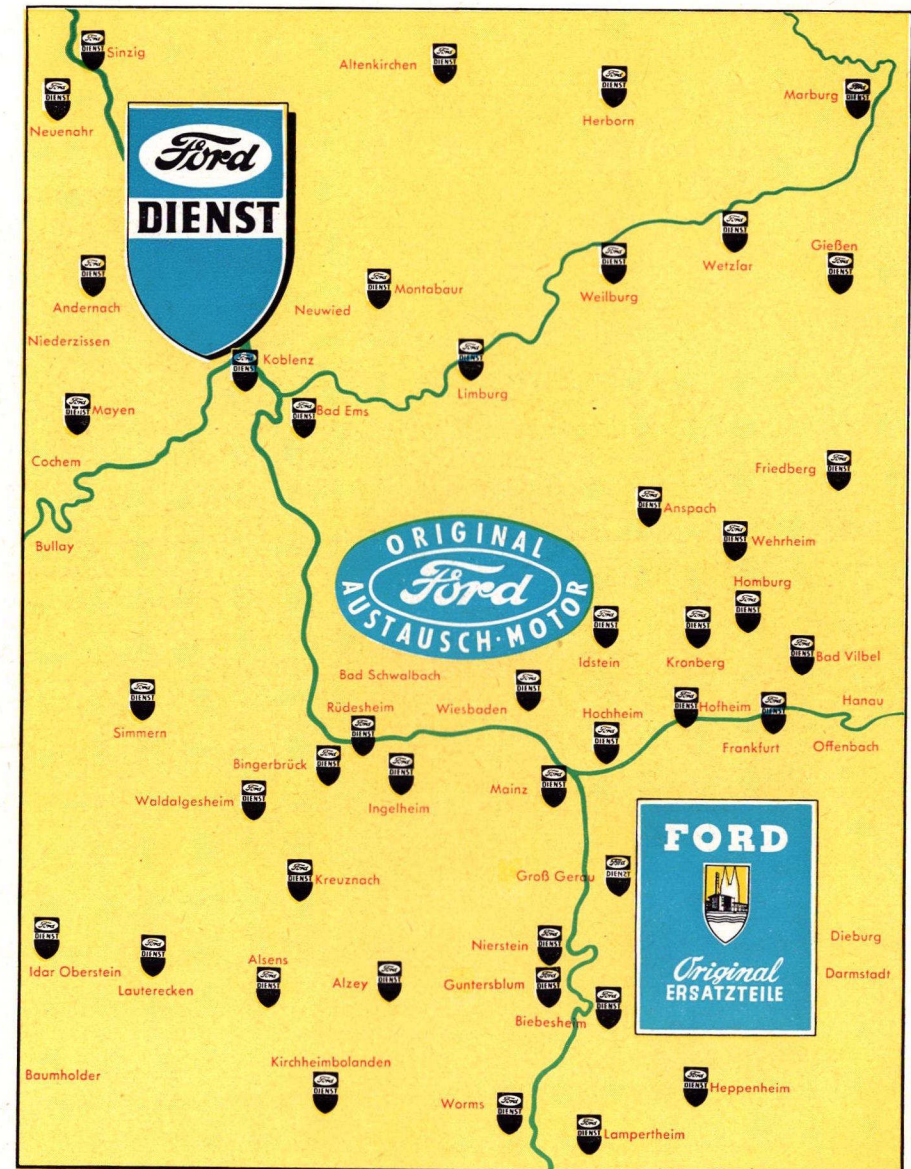 Sinzig
Altenkirchen
Herborn
Marburg
Neuenahr
Ford
DIENST
Andernach
Neuwied
Montabaur
Weilburg
Wetzlar
Gießen
Niederzissen
Koblenz
Limburg
Mayen
Bad Ems
Cochem
Friedberg
Bullay
Anspach
Wehrheim
ORIGINAL
Ford
AUSTAUSCH-MOTOR
Homburg
Idstein
Kronberg
Bad Vilbel
Bad Schwalbach
Simmern
Rüdesheim
Wiesbaden
Hochheim
Hofheim
Hanau
Frankfurt
Offenbach
Bingerbrück
Waldalgesheim
Ingelheim
Mainz
FORD
Original
ERSATZTEILE
Kreuznach
Groß Gerau
Idar Oberstein
Lauterecken
Alsens
Alzey
Nierstein
Guntersblum
Biebesheim
Dieburg
Darmstadt
Baumholder
Kirchheimbolanden
Worms
Heppenheim
Lampertheim